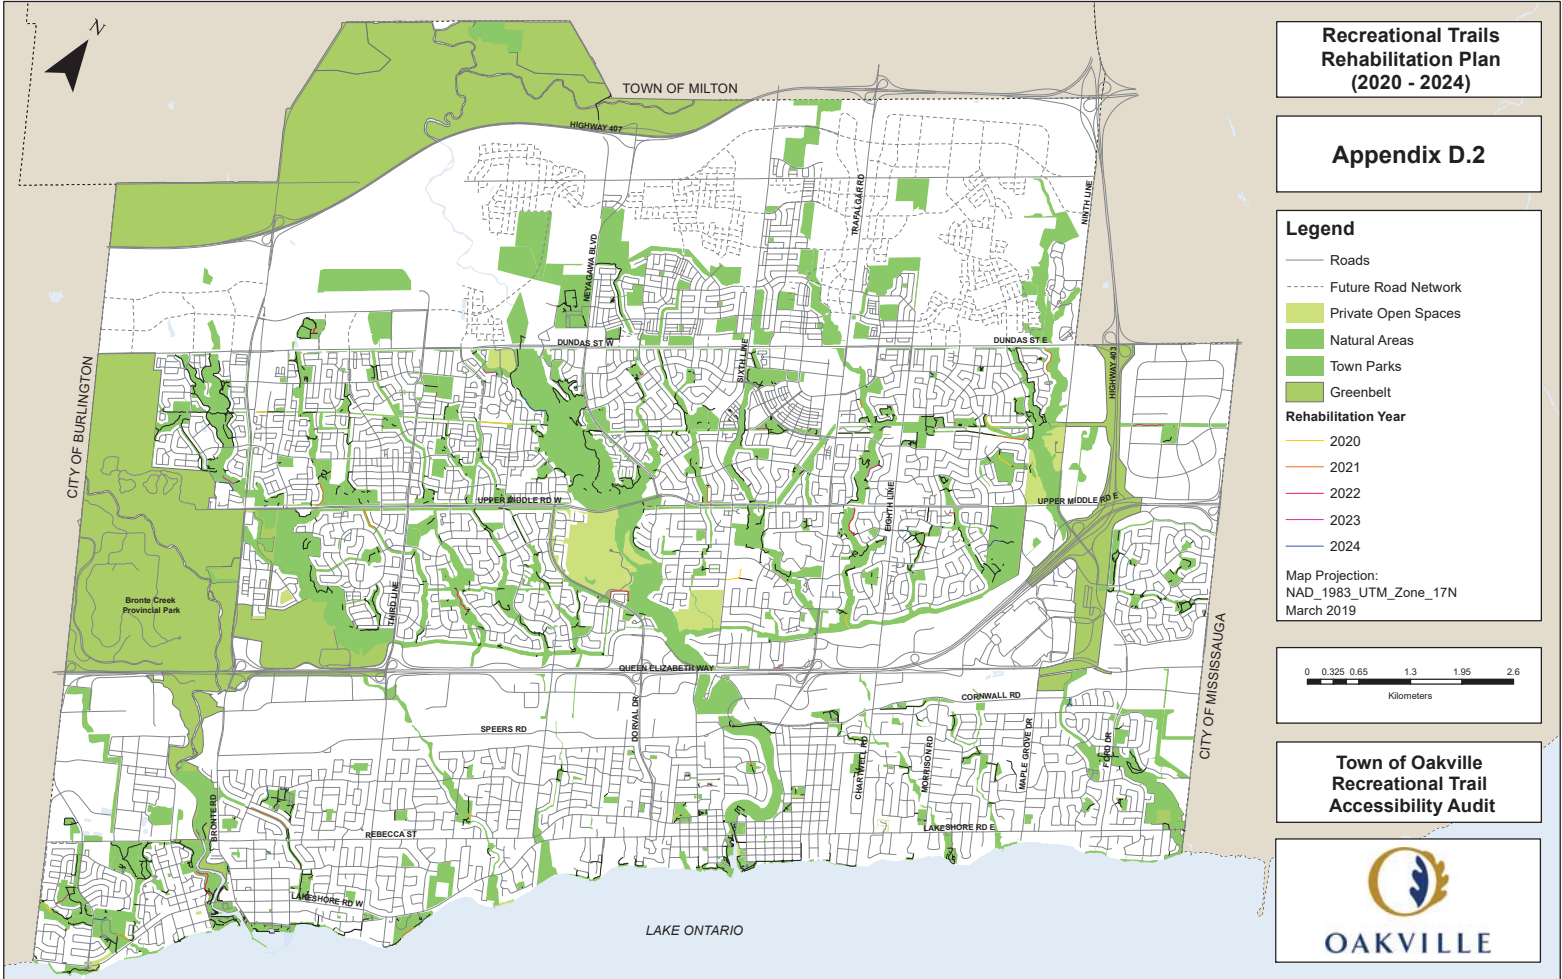 N
TOWN OF MILTON
HIGHWAY 407
NEYAGAWA BLVD
TRAFALGAR RD
NINTH LINE
DUNDAS ST W
SIXTH LINE
DUNDAS ST E
HIGHWAY 403
CITY OF BURLINGTON
UPPER MIDDLE RD W
EIGHTH LINE
UPPER MIDDLE RD E
Bronte Creek
Provincial Park
THIRD LINE
QUEEN ELIZABETH WAY
CITY OF MISSISSAUGA
CORNWALL RD
SPEERS RD
DORVAL DR
CHARTWELL RD
MORRISON RD
MAPLE GROVE DR
FORD DR
BRONTE RD
REBECCA ST
LAKESHORE RD E
LAKESHORE RD W
LAKE ONTARIO
Recreational Trails
Rehabilitation Plan
(2020 - 2024)
Appendix D.2
Legend
Roads
Future Road Network
Private Open Spaces
Natural Areas
Town Parks
Greenbelt
Rehabilitation Year
2020
2021
2022
2023
2024
Map Projection:
NAD_1983_UTM_Zone_17N
March 2019
0 0.325 0.65 1.3 1.95 2.6
Kilometers
Town of Oakville
Recreational Trail
Accessibility Audit
OAKVILLE